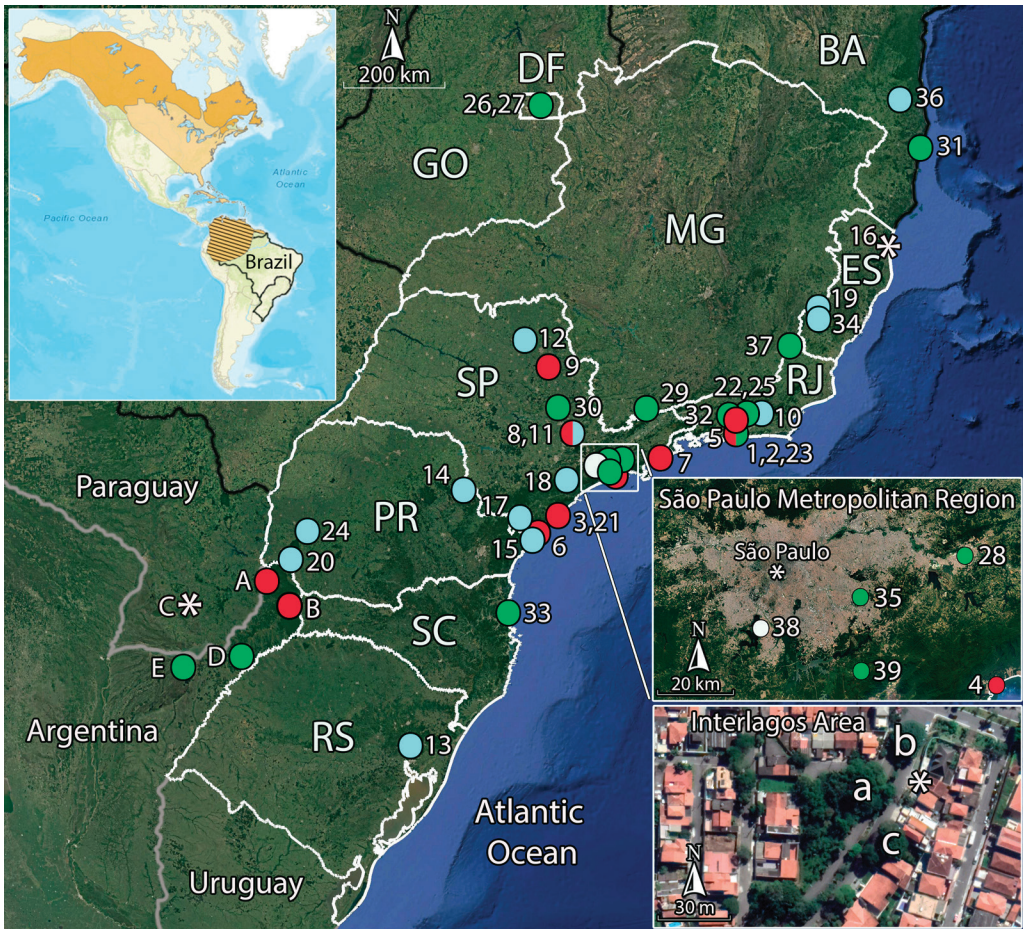 Atlantic
Ocean
Pacific Ocean
Brazil
N
200 km
DF
BA
26,27
36
GO
31
MG
16
ES
19
34
12
37
9
SP
RJ
22,25
29
30
32
10
8,11
5
1,2,23
7
14
18
Paraguay
PR
17
3,21
24
15
6
20
A
C
B
SC
33
D
E
Argentina
RS
13
Atlantic
Ocean
Uruguay
São Paulo Metropolitan Region
São Paulo
28
35
38
N
39
20 km
4
Interlagos Area
b
a
c
N
30 m